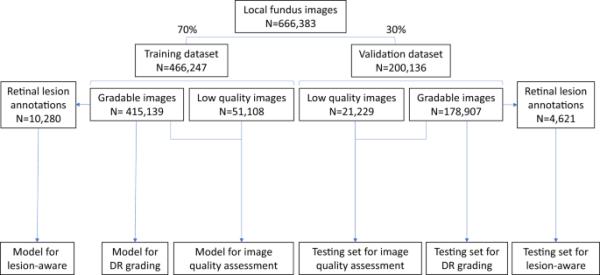 Local fundus images
N=666,383
70%
30%
Training dataset
N=466,247
Validation dataset
N=200,136
Retinal lesion
annotations
N=10,280
Gradable images
N= 415,139
Low quality images
N=51,108
Low quality images
N=21,229
Gradable images
N=178,907
Retinal lesion
annotations
N=4,621
Model for
lesion-aware
Model for
DR grading
Model for image
quality assessment
Testing set for image
quality assessment
Testing set for
DR grading
Testing set for
lesion-aware